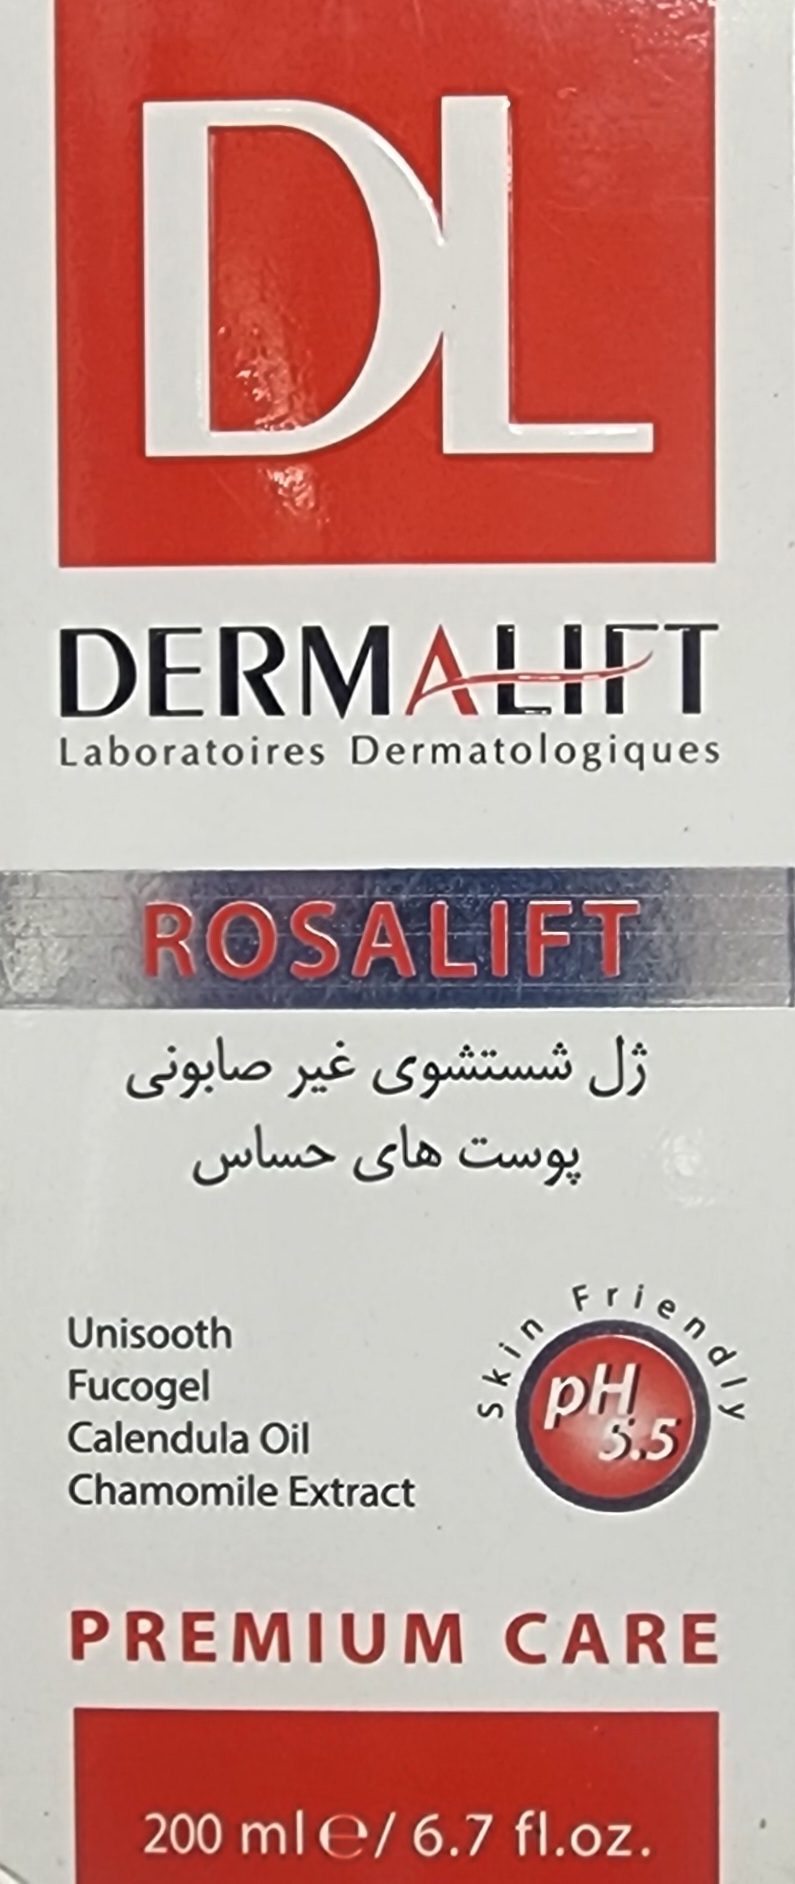 DL
DERMALIFT
Laboratoires Dermatologiques
ROSALIFT
ژل شستشوی غیر صابونی
پوست های حساس
Skin Friendly
pH
5.5
Unisooth
Fucogel
Calendula Oil
Chamomile Extract
PREMIUM CARE
200 ml ℮ / 6.7 fl.oz.